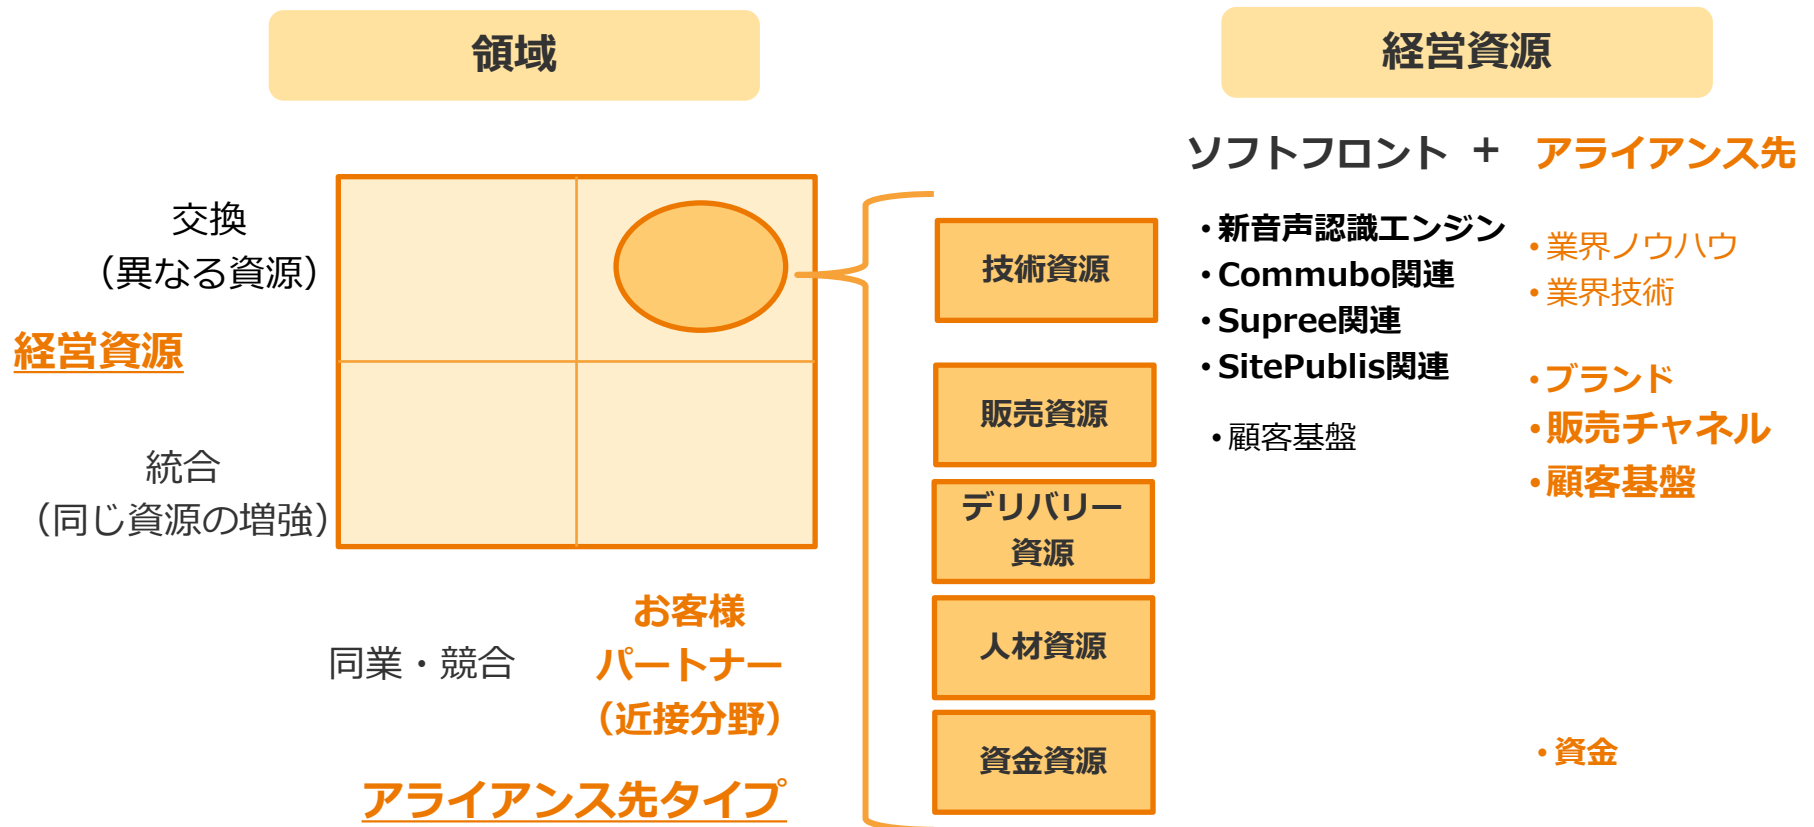 領域
経営資源
ソフトフロント + アライアンス先
交換
（異なる資源）
経営資源
統合
（同じ資源の増強）
同業・競合
お客様
パートナー
（近接分野）
アライアンス先タイプ
技術資源
・新音声認識エンジン
・Commubo関連
・Supree関連
・SitePublis関連
・業界ノウハウ
・業界技術
販売資源
・顧客基盤
・ブランド
・販売チャネル
・顧客基盤
デリバリー
資源
人材資源
資金資源
・資金